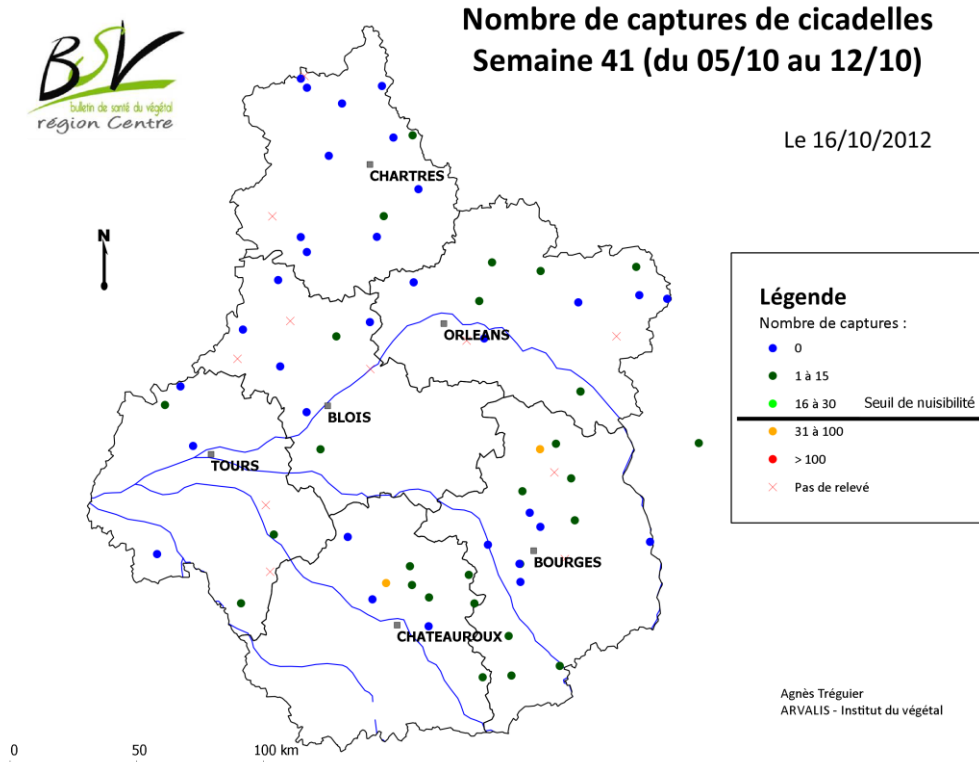 Nombre de captures de cicadelles
Semaine 41 (du 05/10 au 12/10)
BSV
bulletin de santé du végétal
région Centre
Le 16/10/2012
CHARTRES
N
ORLEANS
BLOIS
TOURS
BOURGES
CHATEAUROUX
Légende
Nombre de captures :
0
1 à 15
16 à 30 Seuil de nuisibilité
31 à 100
> 100
Pas de relevé
Agnès Tréguier
ARVALIS - Institut du végétal
0 50 100 km